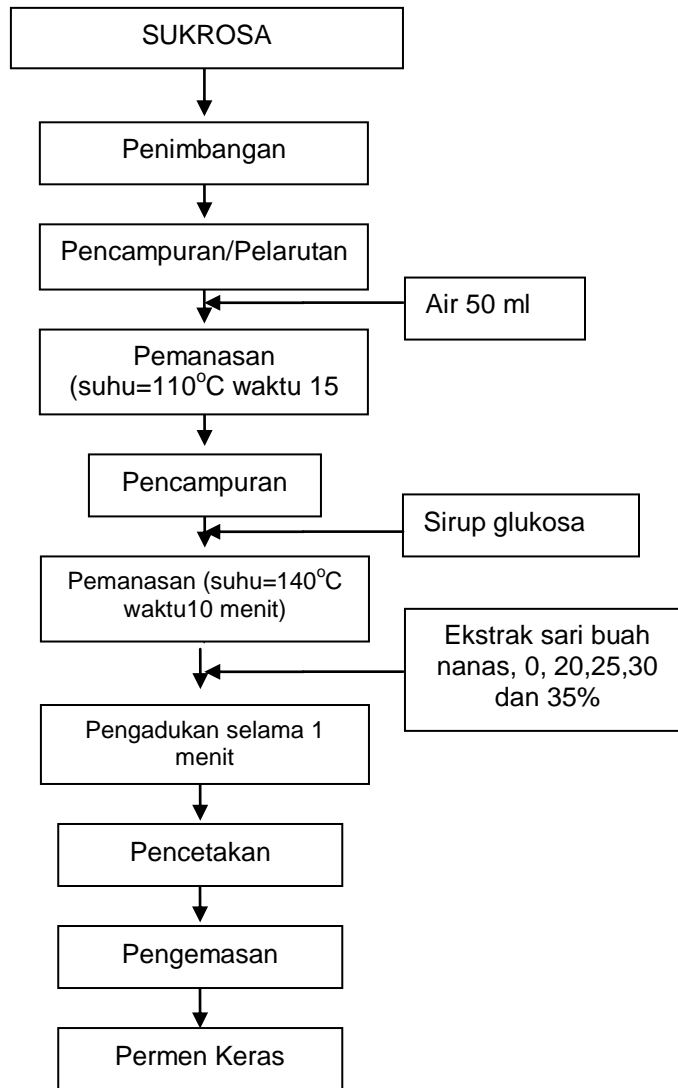 SUKROSA
Penimbangan
Pencampuran/Pelarutan
Air 50 ml
Pemanasan
(suhu=110°C waktu 15
Pencampuran
Sirup glukosa
Pemanasan (suhu=140°C
waktu10 menit)
Ekstrak sari buah
nanas, 0, 20,25,30
dan 35%
Pengadukan selama 1
menit
Pencetakan
Pengemasan
Permen Keras